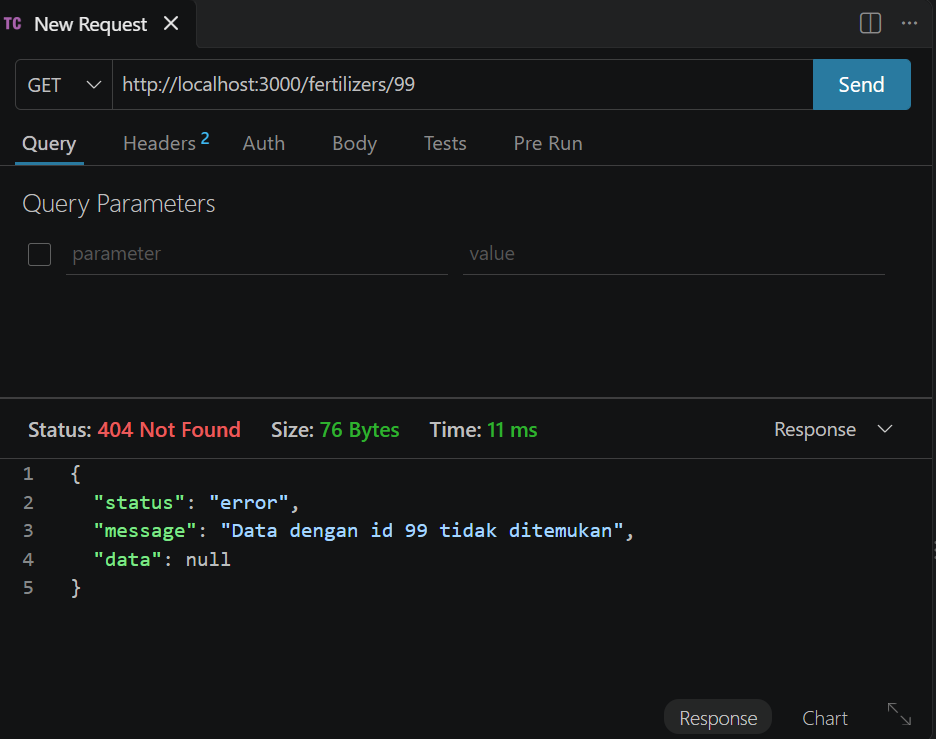 TC New Request
GET http://localhost:3000/fertilizers/99 Send
Query Headers 2 Auth Body Tests Pre Run
Query Parameters
parameter value
Status: 404 Not Found Size: 76 Bytes Time: 11 ms Response
1 {
2 "status": "error",
3 "message": "Data dengan id 99 tidak ditemukan",
4 "data": null
5 }
Response Chart